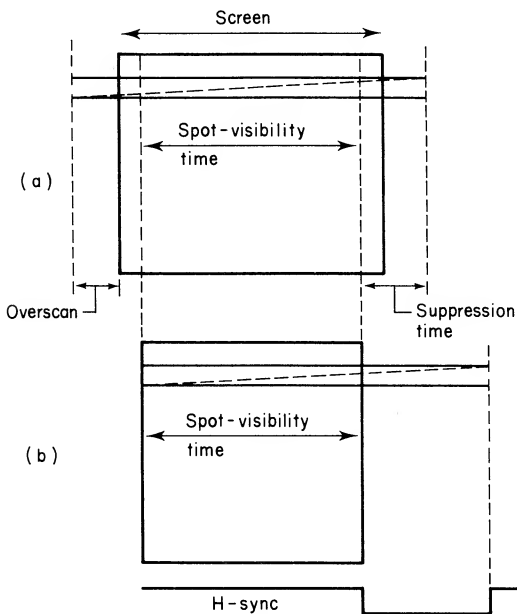 Screen
Spot-visibility
time
(a)
Overscan
Suppression
time
Spot-visibility
time
(b)
H-sync